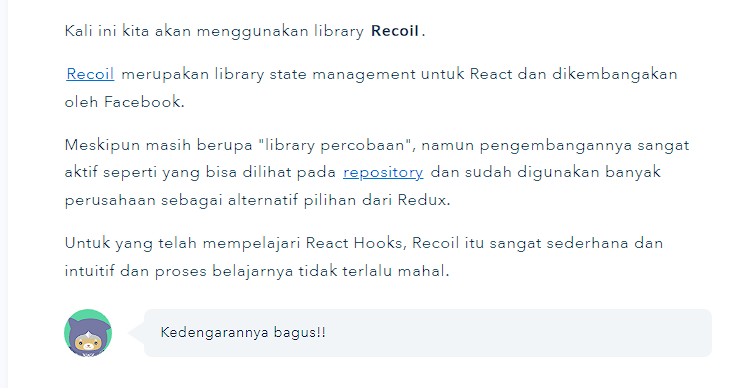 Kali ini kita akan menggunakan library Recoil.
Recoil merupakan library state management untuk React dan dikembangakan
oleh Facebook.
Meskipun masih berupa "library percobaan", namun pengembangannya sangat
aktif seperti yang bisa dilihat pada repository dan sudah digunakan banyak
perusahaan sebagai alternatif pilihan dari Redux.
Untuk yang telah mempelajari React Hooks, Recoil itu sangat sederhana dan
intuitif dan proses belajarnya tidak terlalu mahal.
Kedengarannya bagus!!